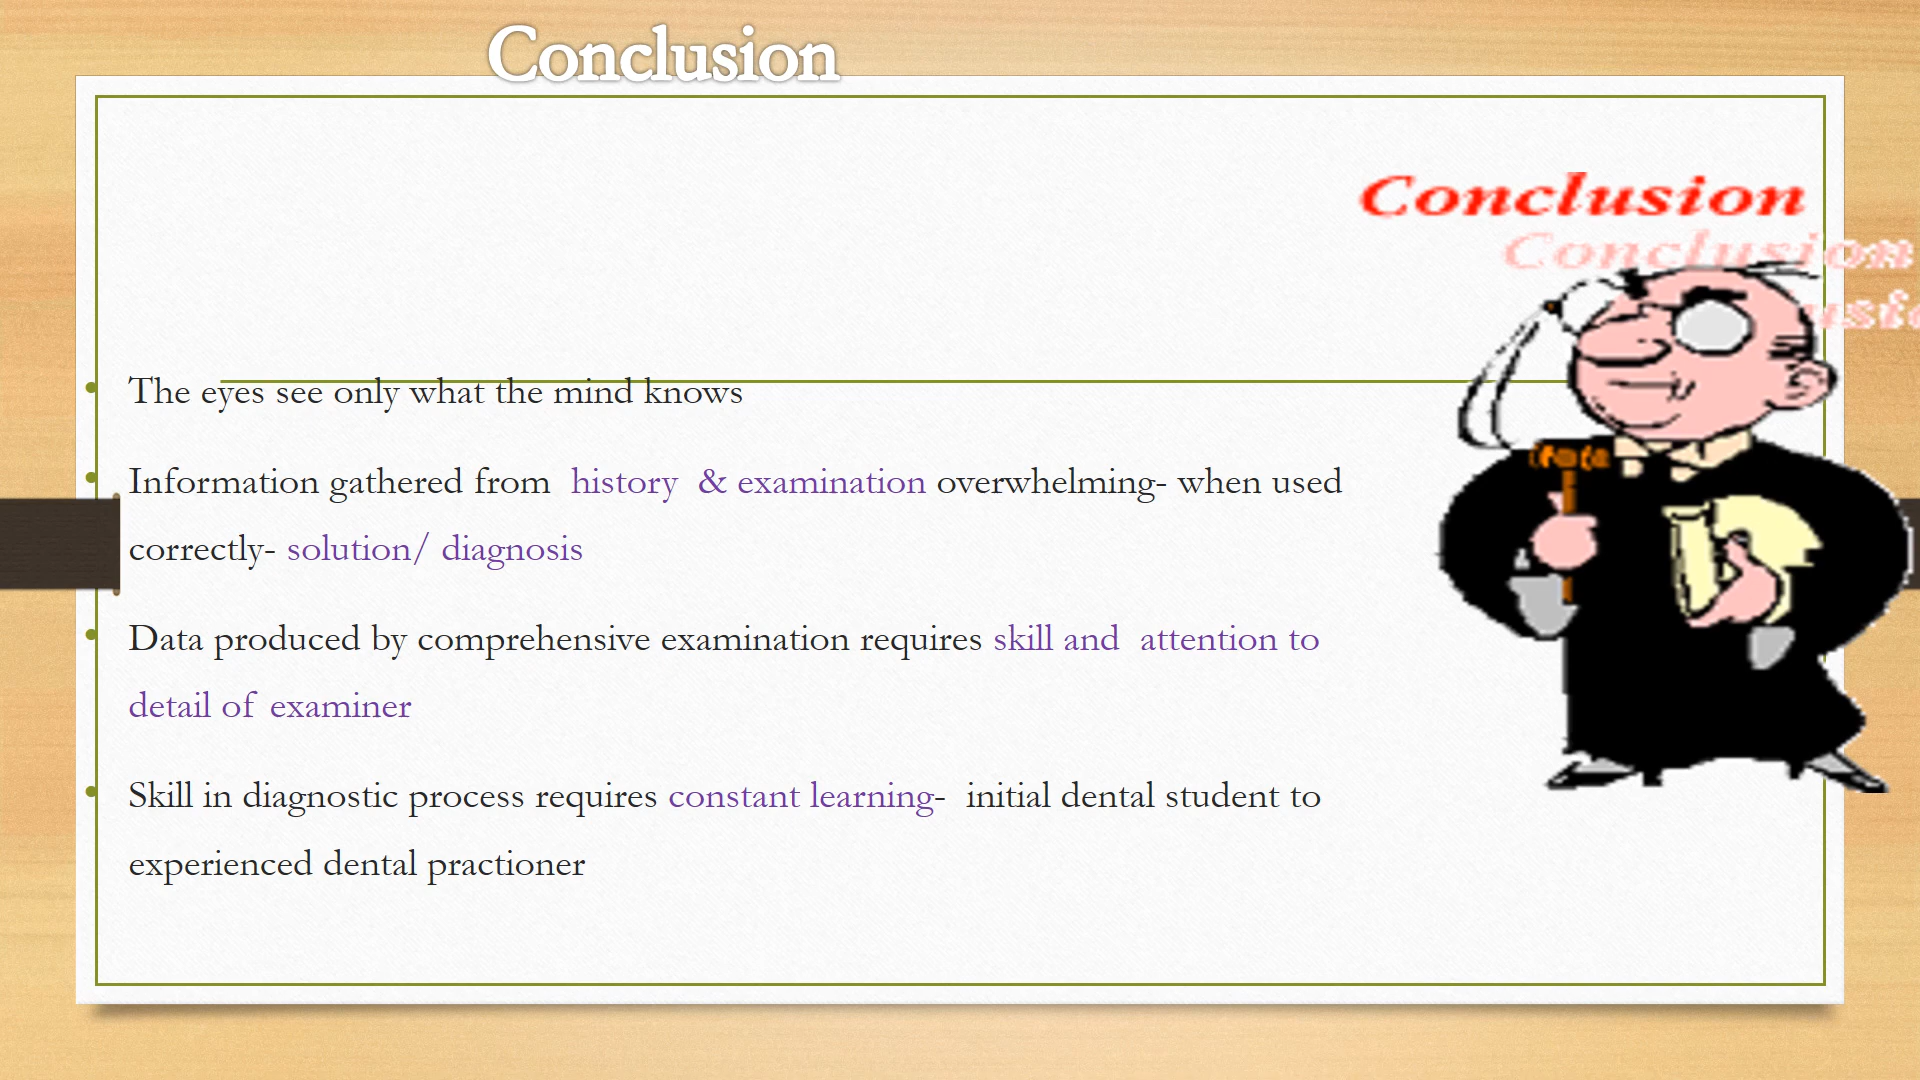 Conclusion
Conclusion
Conclusion
• The eyes see only what the mind knows
• Information gathered from history & examination overwhelming- when used
correctly- solution/ diagnosis
• Data produced by comprehensive examination requires skill and attention to
detail of examiner
• Skill in diagnostic process requires constant learning- initial dental student to
experienced dental practioner